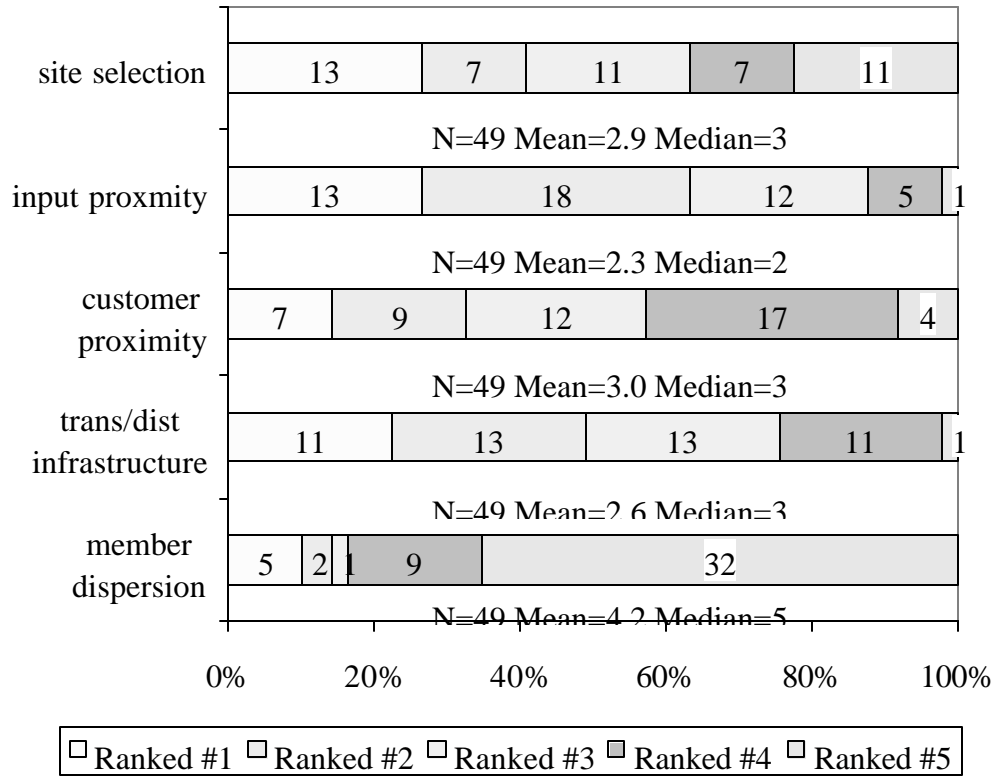 site selection
13 7 11 7 11
N=49 Mean=2.9 Median=3
input proxmity
13 18 12 5 1
N=49 Mean=2.3 Median=2
customer
proximity
7 9 12 17 4
N=49 Mean=3.0 Median=3
trans/dist
infrastructure
11 13 13 11 1
N=49 Mean=2.6 Median=3
member
dispersion
5 2 1 9 32
N=49 Mean=4.2 Median=5
0% 20% 40% 60% 80% 100%
Ranked #1 Ranked #2 Ranked #3 Ranked #4 Ranked #5